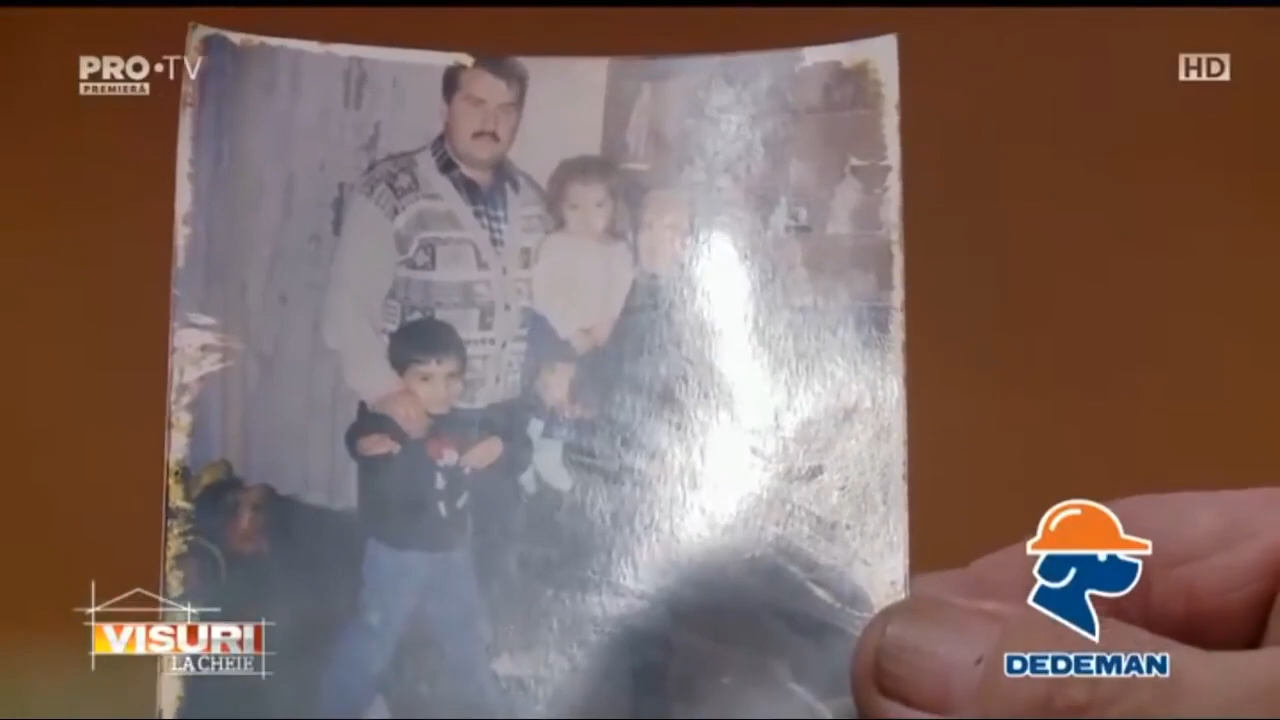 PRO•TV
PREMIERĂ
HD
VISURI
LA CHEIE
DEDEMAN